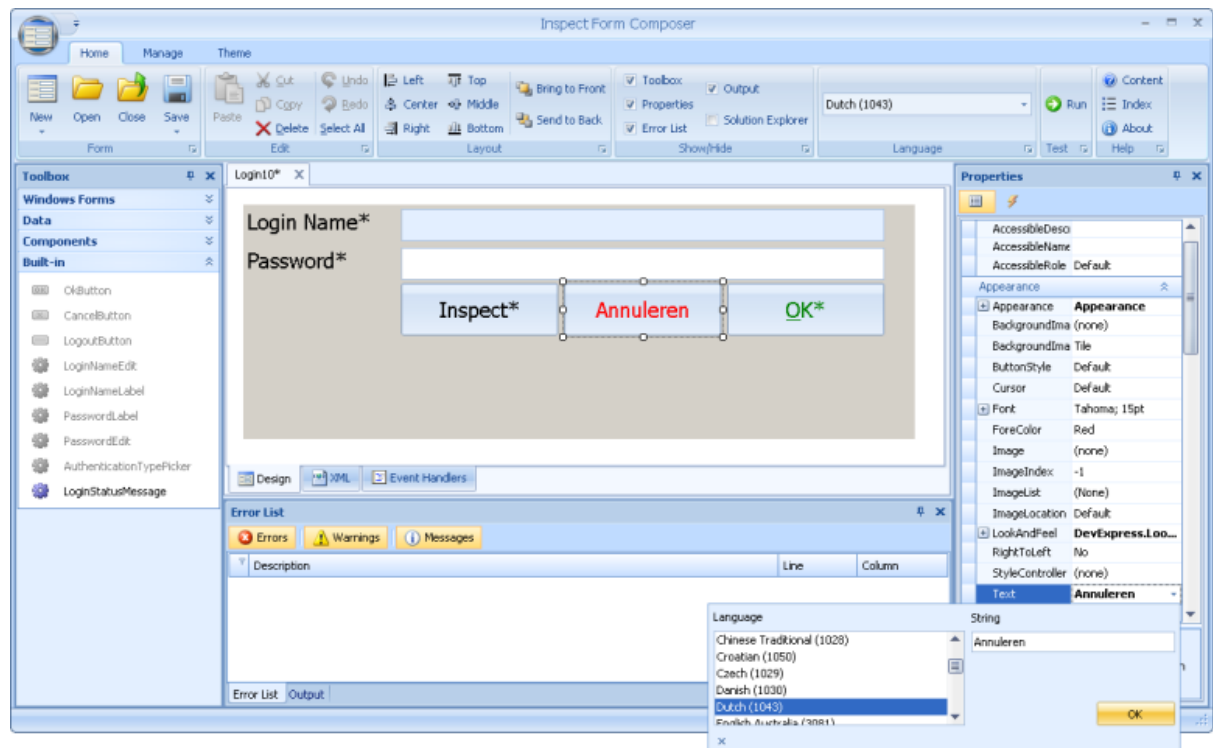 Inspect Form Composer
Home Manage Theme
New Open Close Save
Form
Paste Cut Copy Delete Undo Redo Select All
Edit
Left Center Right Top Middle Bottom Bring to Front Send to Back
Layout
Toolbox Properties Error List Output Solution Explorer
Show/Hide
Dutch (1043)
Language
Run
Test
Content Index About
Help
Toolbox
Windows Forms
Data
Components
Built-in
OkButton
CancelButton
LogoutButton
LoginNameEdit
LoginNameLabel
PasswordLabel
PasswordEdit
AuthenticationTypePicker
LoginStatusMessage
Login10*
Login Name*
Password*
Inspect* Annuleren OK*
Design XML Event Handlers
Error List
Errors Warnings Messages
Description Line Column
Error List Output
Properties
AccessibleDescr
AccessibleName
AccessibleRole Default
Appearance
Appearance Appearance
BackgroundIma (none)
BackgroundIma Tile
ButtonStyle Default
Cursor Default
Font Tahoma; 15pt
ForeColor Red
Image (none)
ImageIndex -1
ImageList (None)
ImageLocation Default
LookAndFeel DevExpress.Loo...
RightToLeft No
StyleController (none)
Text Annuleren
Language
Chinese Traditional (1028)
Croatian (1050)
Czech (1029)
Danish (1030)
Dutch (1043)
English Australia (3081)
String
Annuleren
OK